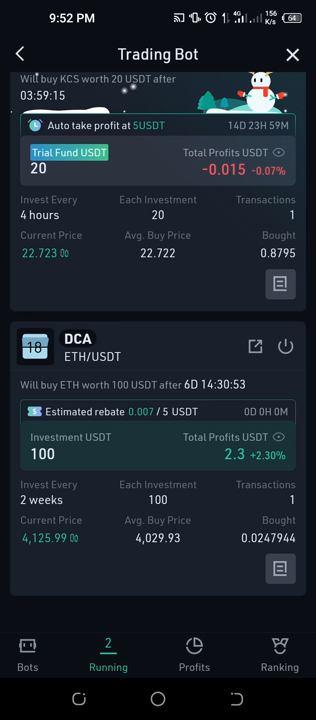 9:52 PM
4G
156
K/s
64
Trading Bot
Will buy KCS worth 20 USDT after
03:59:15
Auto take profit at 5USDT 14D 23H 59M
Trial Fund USDT Total Profits USDT
20 -0.015 -0.07%
Invest Every Each Investment Transactions
4 hours 20 1
Current Price Avg. Buy Price Bought
22.723 22.722 0.8795
18 DCA
ETH/USDT
Will buy ETH worth 100 USDT after 6D 14:30:53
Estimated rebate 0.007 / 5 USDT 0D 0H 0M
Investment USDT Total Profits USDT
100 2.3 +2.30%
Invest Every Each Investment Transactions
2 weeks 100 1
Current Price Avg. Buy Price Bought
4,125.99 4,029.93 0.0247944
2
Bots Running Profits Ranking